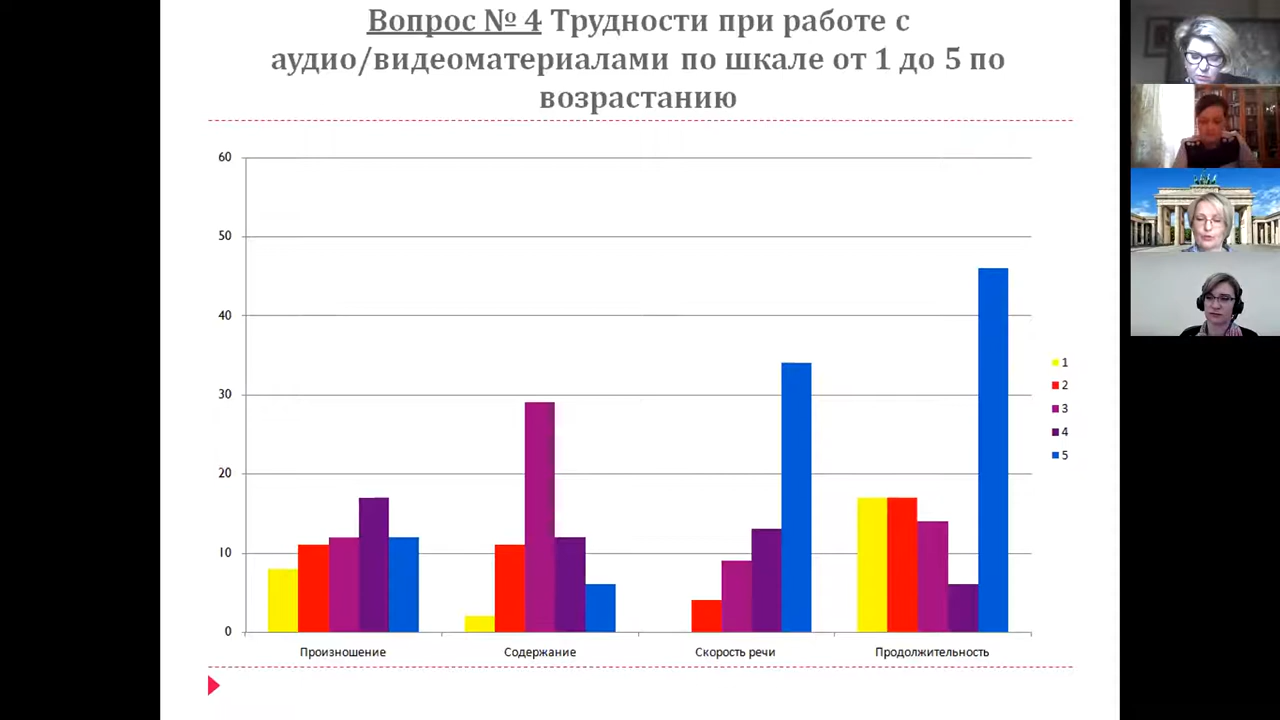 Вопрос № 4 Трудности при работе с
аудио/видеоматериалами по шкале от 1 до 5 по
возрастанию
60
50
40
30
20
10
0
Произношение
Содержание
Скорость речи
Продолжительность
1
2
3
4
5